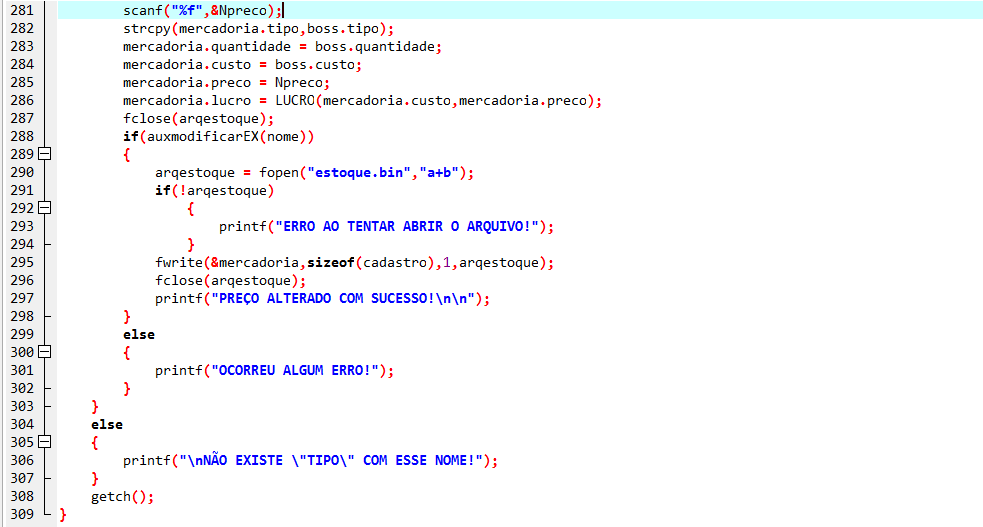 281 scanf("%f",&Npreco);
282 strcpy(mercadoria.tipo,boss.tipo);
283 mercadoria.quantidade = boss.quantidade;
284 mercadoria.custo = boss.custo;
285 mercadoria.preco = Npreco;
286 mercadoria.lucro = LUCRO(mercadoria.custo,mercadoria.preco);
287 fclose(arqestoque);
288 if(auxmodificarEX(nome))
289 {
290 arqestoque = fopen("estoque.bin","a+b");
291 if(!arqestoque)
292 {
293 printf("ERRO AO TENTAR ABRIR O ARQUIVO!");
294 }
295 fwrite(&mercadoria,sizeof(cadastro),1,arqestoque);
296 fclose(arqestoque);
297 printf("PREÇO ALTERADO COM SUCESSO!\n\n");
298 }
299 else
300 {
301 printf("OCORREU ALGUM ERRO!");
302 }
303 }
304 else
305 {
306 printf("\nNÃO EXISTE \"TIPO\" COM ESSE NOME!");
307 }
308 getch();
309 }